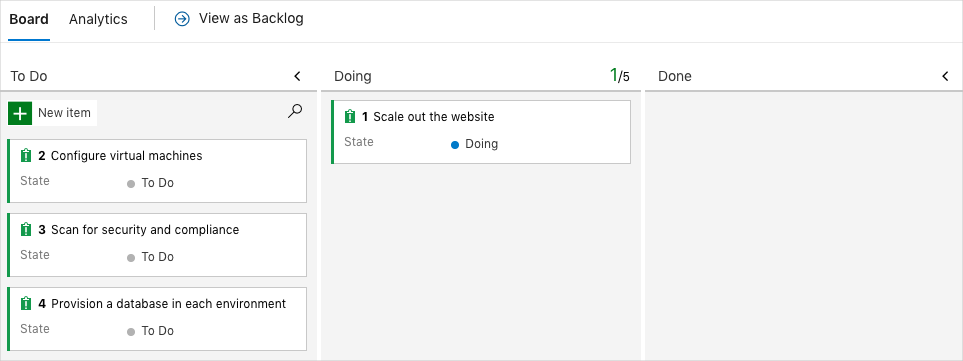 Board Analytics View as Backlog
To Do
New item
2 Configure virtual machines
State To Do
3 Scan for security and compliance
State To Do
4 Provision a database in each environment
State To Do
Doing 1/5
1 Scale out the website
State Doing
Done